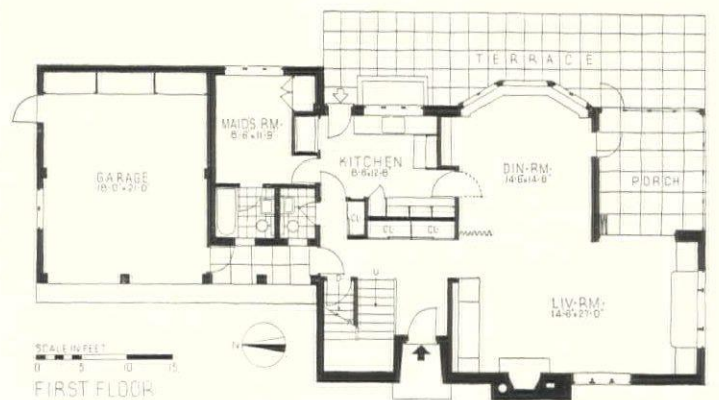 TERRACE
MAID'S RM-
8'-6"x11'-9"
KITCHEN
8'-6"x12'-8"
GARAGE
18'-0"x21'-0"
DIN-RM-
14'-6"x14'-8"
PORCH
CL
CL
CL
D
U
LIV-RM-
14'-6"x27'-0"
N
SCALE IN FEET
0 5 10 15
FIRST FLOOR